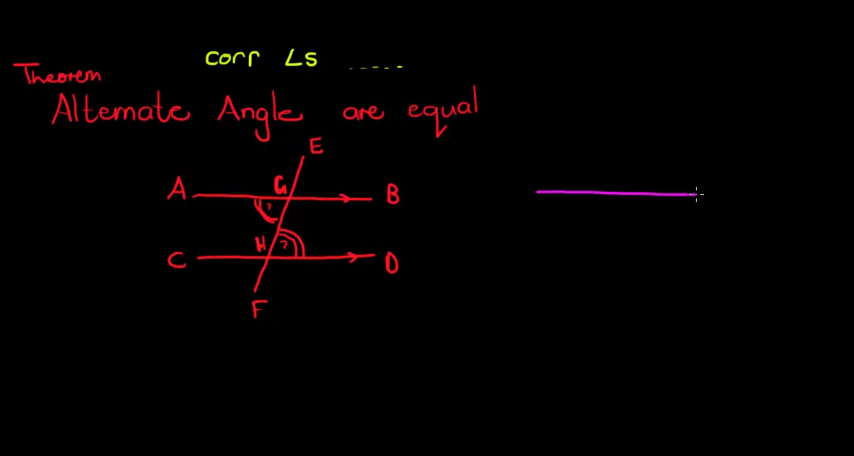 corr ∠s .....
Theorem
Alternate Angle are equal
E
A G B
?
H ?
C D
F